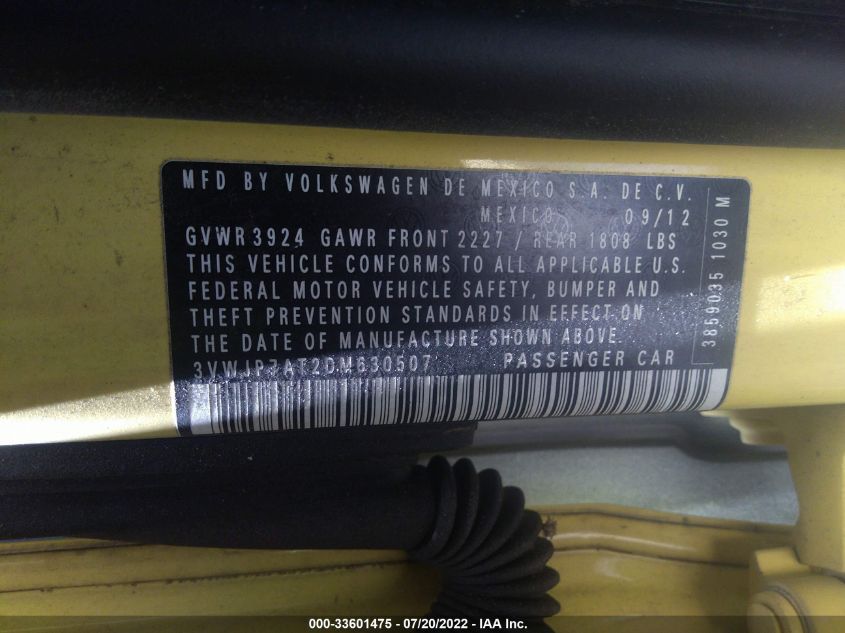 MFD BY VOLKSWAGEN DE MEXICO S.A. DE C.V.
MEXICO 09/12
GVWR 3924 GAWR FRONT 2227 / REAR 1808 LBS
THIS VEHICLE CONFORMS TO ALL APPLICABLE U.S.
FEDERAL MOTOR VEHICLE SAFETY, BUMPER AND
THEFT PREVENTION STANDARDS IN EFFECT ON
THE DATE OF MANUFACTURE SHOWN ABOVE.
3VWJP7AT2DM630507 PASSENGER CAR
3859035 1030 M
000-33601475 — 07/20/2022 — IAA Inc.